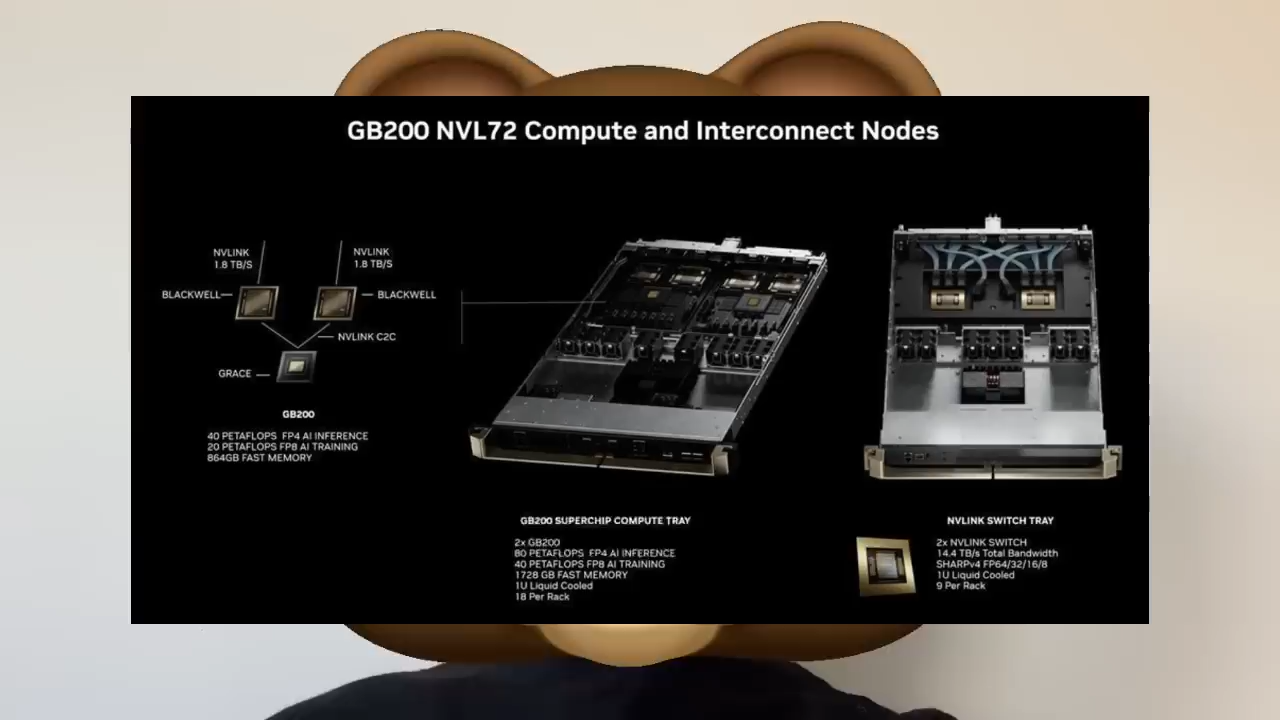 GB200 NVL72 Compute and Interconnect Nodes
NVLINK
1.8 TB/S
NVLINK
1.8 TB/S
BLACKWELL
BLACKWELL
NVLINK C2C
GRACE
GB200
40 PETAFLOPS FP4 AI INFERENCE
20 PETAFLOPS FP8 AI TRAINING
864GB FAST MEMORY
GB200 SUPERCHIP COMPUTE TRAY
2x GB200
80 PETAFLOPS FP4 AI INFERENCE
40 PETAFLOPS FP8 AI TRAINING
1728 GB FAST MEMORY
1U Liquid Cooled
18 Per Rack
NVLINK SWITCH TRAY
2x NVLINK SWITCH
14.4 TB/s Total Bandwidth
SHARPv4 FP64/32/16/8
1U Liquid Cooled
9 Per Rack